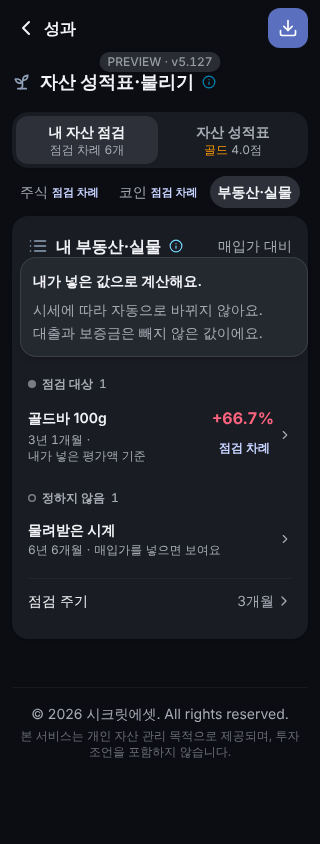 성과
PREVIEW · v5.127
자산 성적표·불리기
내 자산 점검
점검 차례 6개
자산 성적표
골드 4.0점
주식 점검 차례
코인 점검 차례
부동산·실물
내 부동산·실물
매입가 대비
내가 넣은 값으로 계산해요.
시세에 따라 자동으로 바뀌지 않아요.
대출과 보증금은 빼지 않은 값이에요.
점검 대상 1
골드바 100g
+66.7%
3년 1개월 ·
내가 넣은 평가액 기준
점검 차례
정하지 않음 1
물려받은 시계
6년 6개월 · 매입가를 넣으면 보여요
점검 주기
3개월
© 2026 시크릿에셋. All rights reserved.
본 서비스는 개인 자산 관리 목적으로 제공되며, 투자
조언을 포함하지 않습니다.